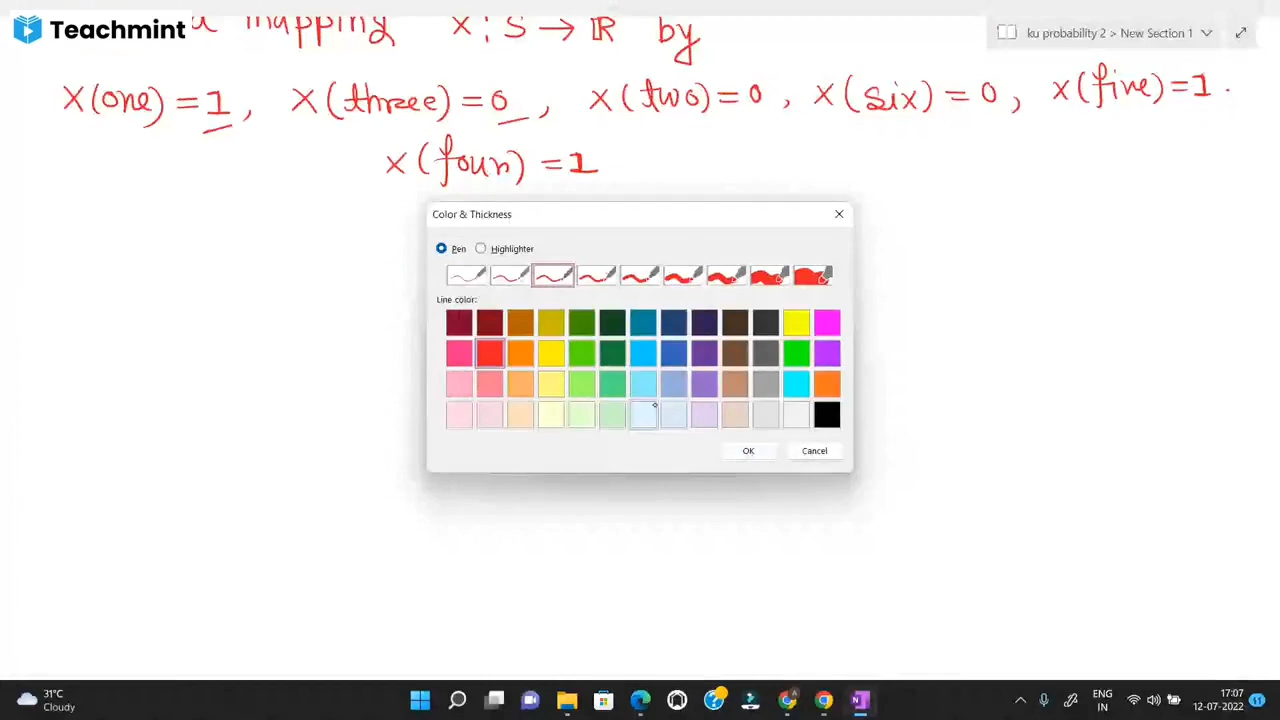 Teachmint
mapping X : S → ℝ by
ku probability 2 > New Section 1
X(one) = 1, X(three) = 0, X(two) = 0, X(six) = 0, X(five) = 1.
X(four) = 1
Color & Thickness
Pen Highlighter
Line color:
OK Cancel
31°C
Cloudy
ENG
IN
17:07
12-07-2022
11